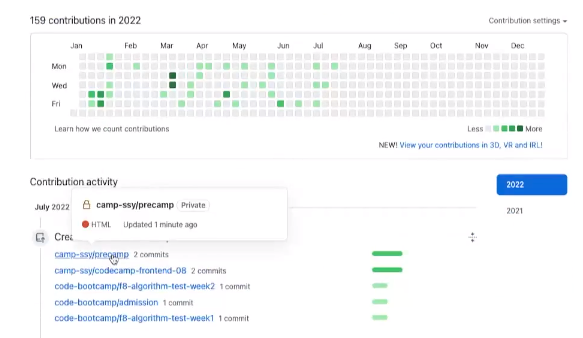 159 contributions in 2022
Contribution settings
Jan Feb Mar Apr May Jun Jul Aug Sep Oct Nov Dec
Mon
Wed
Fri
Learn how we count contributions
Less More
NEW! View your contributions in 3D, VR and IRL!
Contribution activity
2022
2021
July 2022
camp-ssy/precamp Private
HTML Updated 1 minute ago
Crea
camp-ssy/precamp 2 commits
camp-ssy/codecamp-frontend-08 2 commits
code-bootcamp/f8-algorithm-test-week2 1 commit
code-bootcamp/admission 1 commit
code-bootcamp/f8-algorithm-test-week1 1 commit